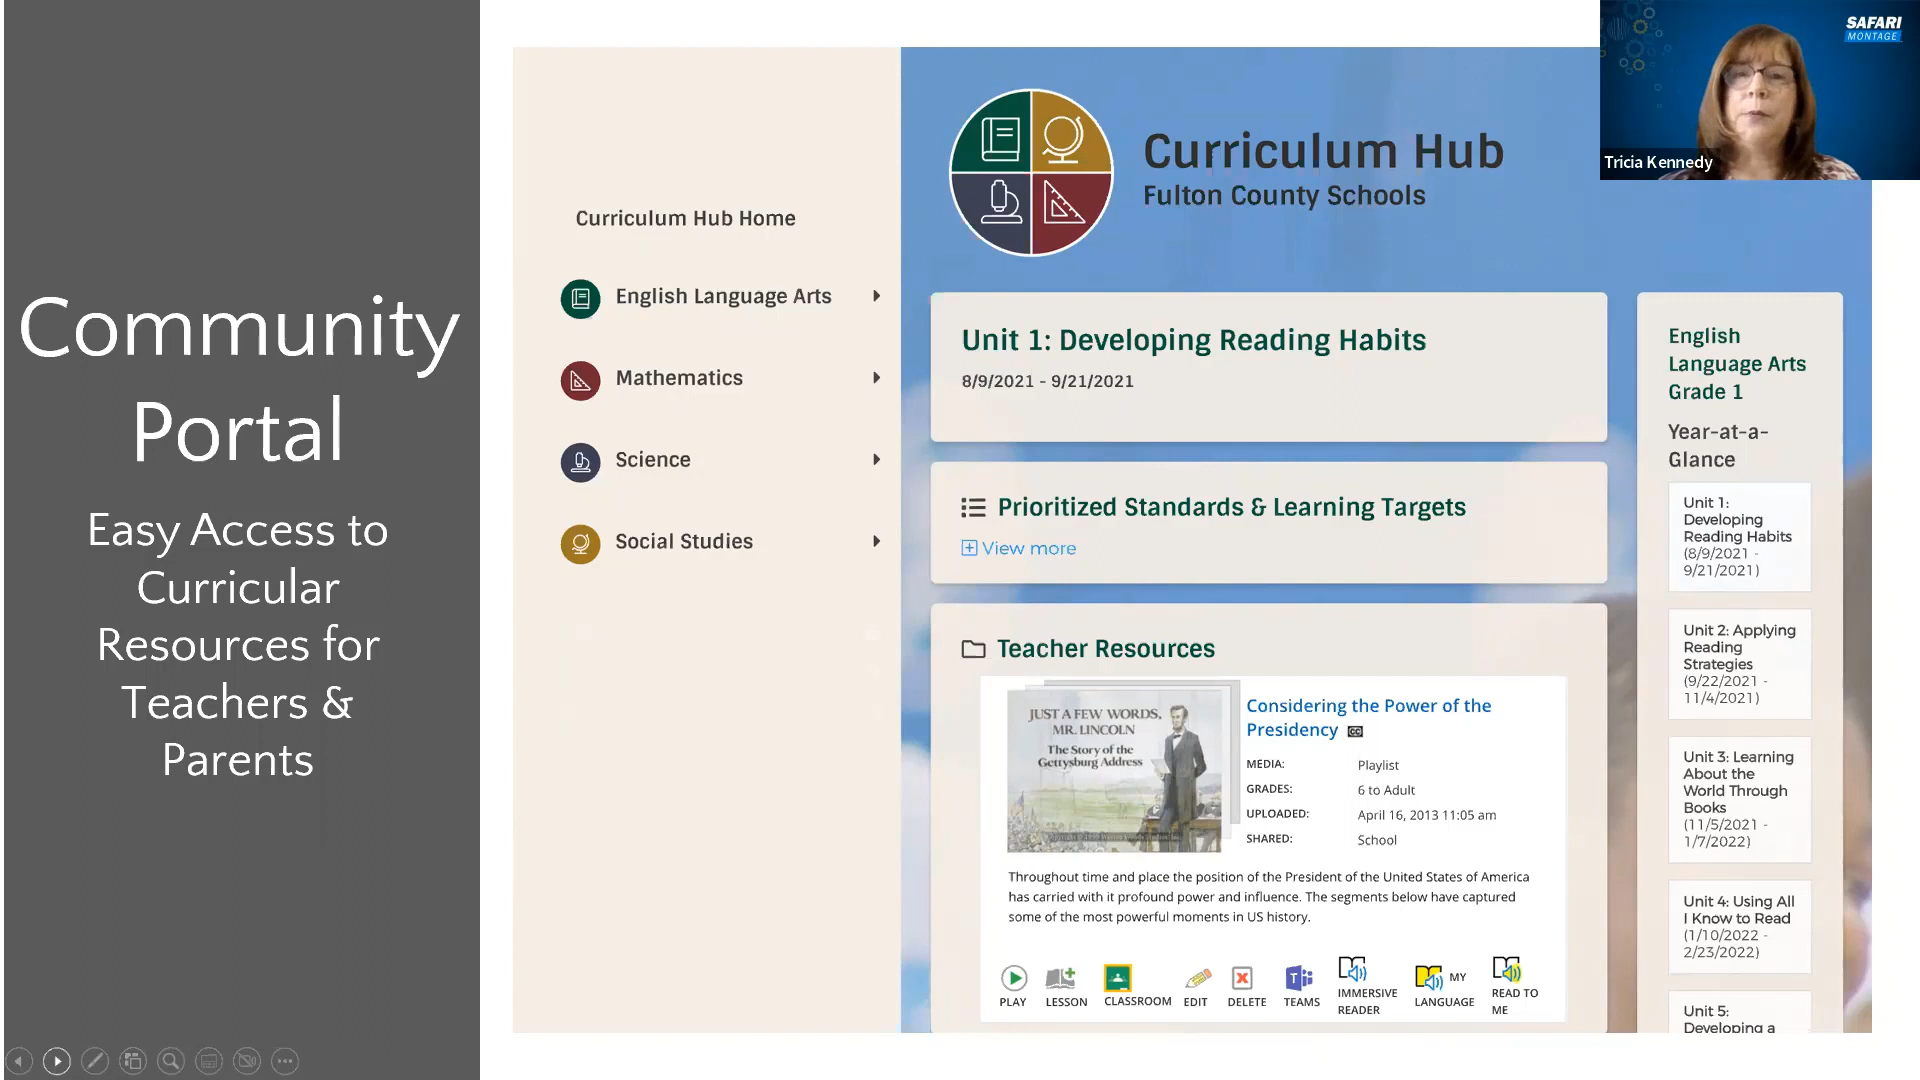 Community
Portal
Easy Access to
Curricular
Resources for
Teachers &
Parents
Curriculum Hub Home
English Language Arts
Mathematics
Science
Social Studies
Curriculum Hub
Fulton County Schools
Unit 1: Developing Reading Habits
8/9/2021 - 9/21/2021
Prioritized Standards & Learning Targets
View more
Teacher Resources
JUST A FEW WORDS,
MR. LINCOLN
The Story of the
Gettysburg Address
Considering the Power of the
Presidency CC
MEDIA: Playlist
GRADES: 6 to Adult
UPLOADED: April 16, 2013 11:05 am
SHARED: School
Throughout time and place the position of the President of the United States of America
has carried with it profound power and influence. The segments below have captured
some of the most powerful moments in US history.
PLAY
LESSON
CLASSROOM
EDIT
DELETE
TEAMS
IMMERSIVE
READER
MY
LANGUAGE
READ TO
ME
English
Language Arts
Grade 1
Year-at-a-
Glance
Unit 1:
Developing
Reading Habits
(8/9/2021 -
9/21/2021)
Unit 2: Applying
Reading
Strategies
(9/22/2021 -
11/4/2021)
Unit 3: Learning
About the
World Through
Books
(11/5/2021 -
1/7/2022)
Unit 4: Using All
I Know to Read
(1/10/2022 -
2/23/2022)
Unit 5:
Developing a
SAFARI
MONTAGE
Tricia Kennedy